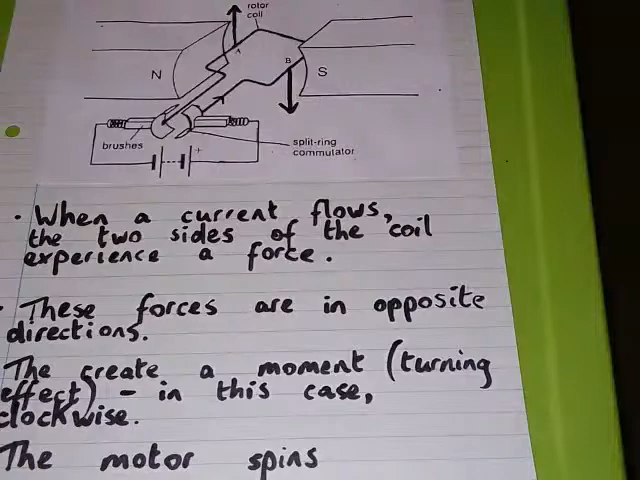 rotor
coil
A
B
N
S
brushes
+
split-ring
commutator
• When a current flows,
the two sides of the coil
experience a force.
• These forces are in opposite
directions.
The create a moment (turning
effect) - in this case,
clockwise.
The motor spins